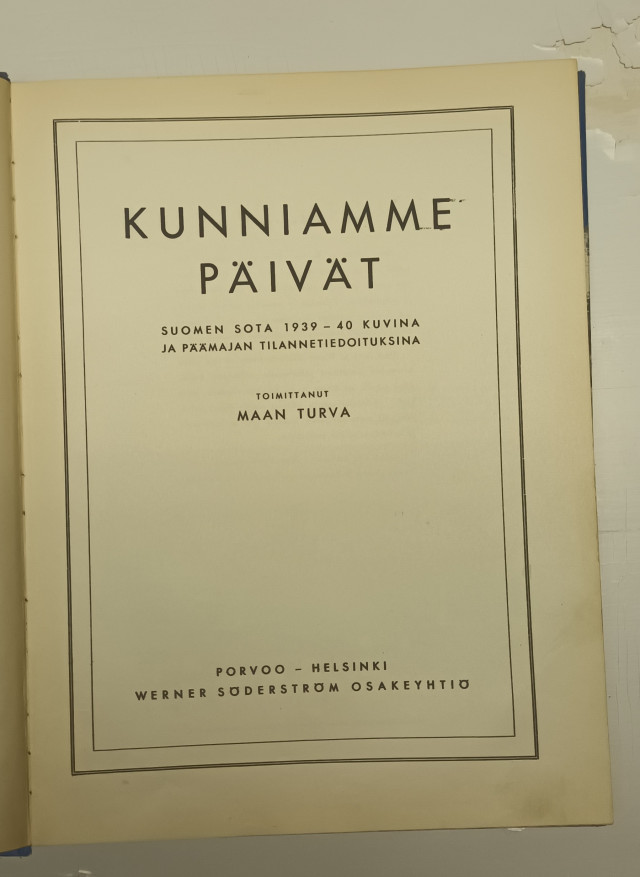 KUNNIAMME
PÄIVÄT
SUOMEN SOTA 1939 – 40 KUVINA
JA PÄÄMAJAN TILANNETIEDOITUKSINA
TOIMITTANUT
MAAN TURVA
PORVOO – HELSINKI
WERNER SÖDERSTRÖM OSAKEYHTIÖ